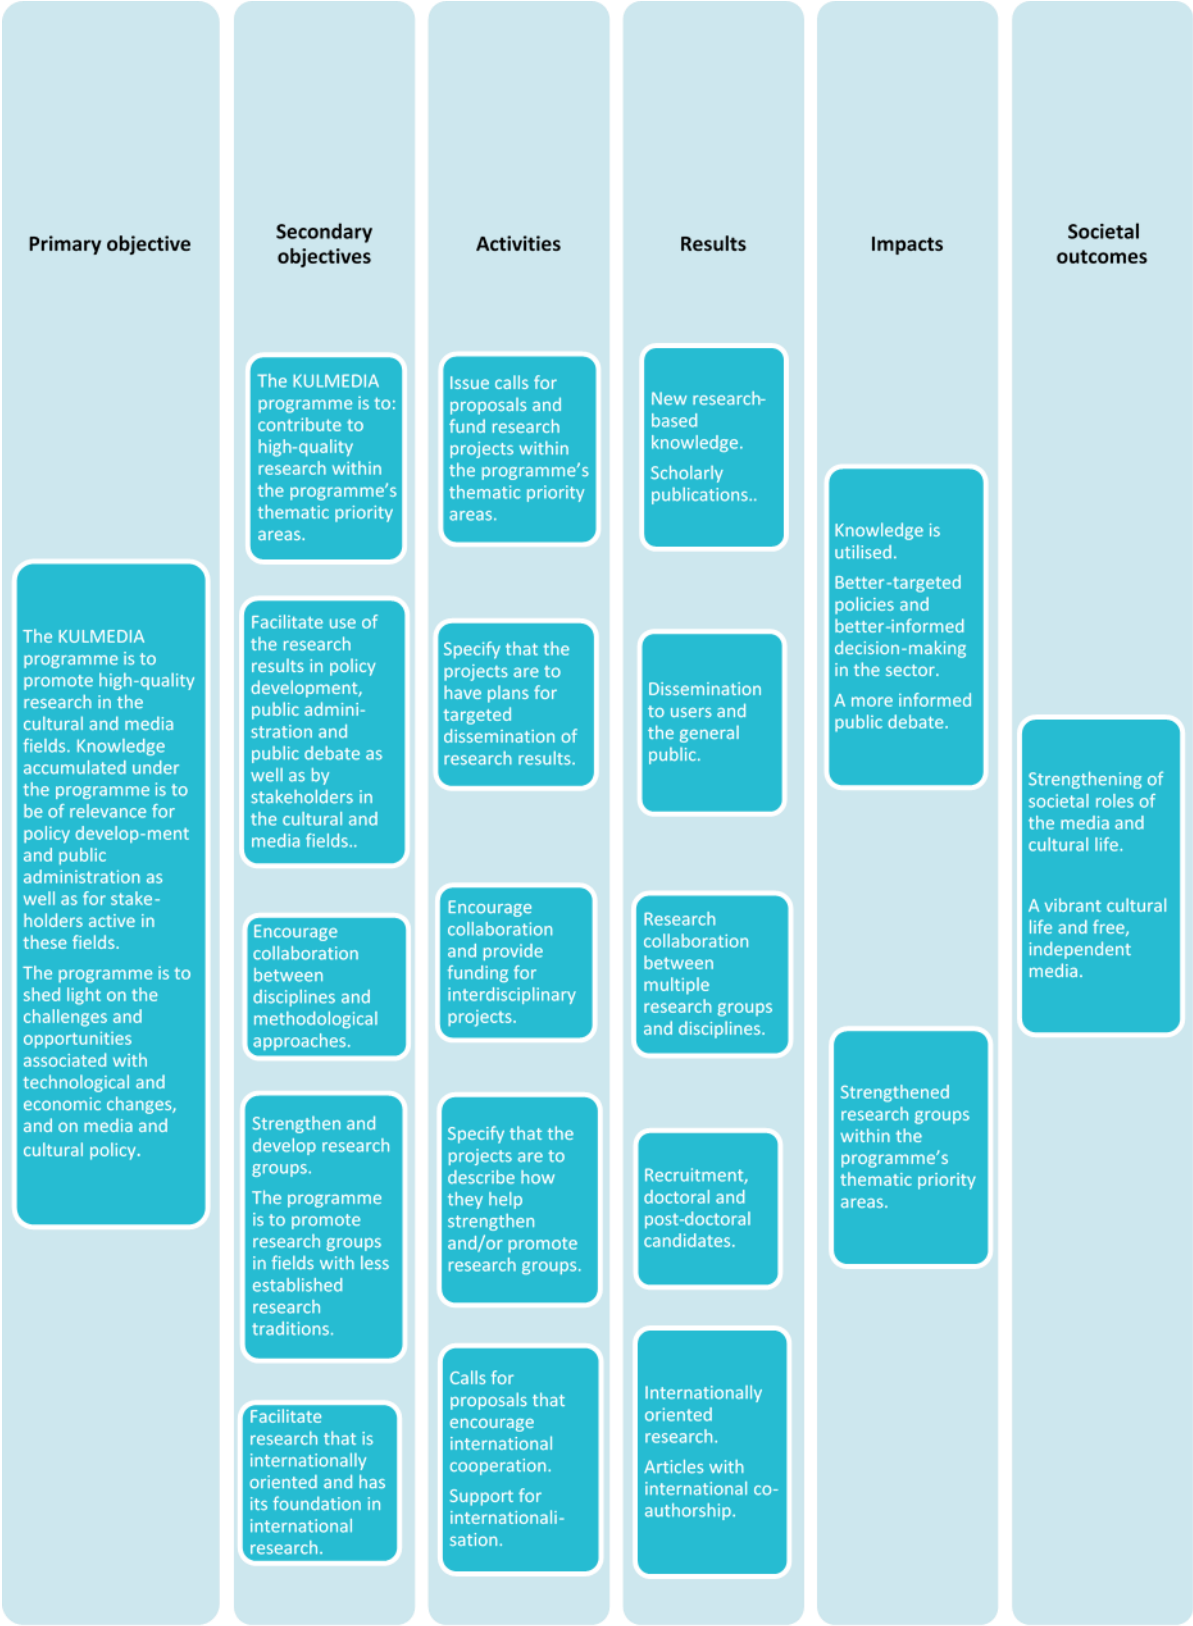 Primary objective
The KULMEDIA
programme is to
promote high-quality
research in the
cultural and media
fields. Knowledge
accumulated under
the programme is to
be of relevance for
policy develop-ment
and public
administration as
well as for stake-
holders active in
these fields.
The programme is to
shed light on the
challenges and
opportunities
associated with
technological and
economic changes,
and on media and
cultural policy.
Secondary
objectives
The KULMEDIA
programme is to:
contribute to
high-quality
research within
the programme’s
thematic priority
areas.
Facilitate use of
the research
results in policy
development,
public admini-
stration and
public debate as
well as by
stakeholders in
the cultural and
media fields..
Encourage
collaboration
between
disciplines and
methodological
approaches.
Strengthen and
develop research
groups.
The programme
is to promote
research groups
in fields with less
established
research
traditions.
Facilitate
research that is
internationally
oriented and has
its foundation in
international
research.
Activities
Issue calls for
proposals and
fund research
projects within
the programme’s
thematic priority
areas.
Specify that the
projects are to
have plans for
targeted
dissemination of
research results.
Encourage
collaboration
and provide
funding for
interdisciplinary
projects.
Specify that the
projects are to
describe how
they help
strengthen
and/or promote
research groups.
Calls for
proposals that
encourage
international
cooperation.
Support for
internationali-
sation.
Results
New research-
based
knowledge.
Scholarly
publications..
Dissemination
to users and
the general
public.
Research
collaboration
between
multiple
research groups
and disciplines.
Recruitment,
doctoral and
post-doctoral
candidates.
Internationally
oriented
research.
Articles with
international co-
authorship.
Impacts
Knowledge is
utilised.
Better-targeted
policies and
better-informed
decision-making
in the sector.
A more informed
public debate.
Strengthened
research groups
within the
programme’s
thematic priority
areas.
Societal
outcomes
Strengthening of
societal roles of
the media and
cultural life.
A vibrant cultural
life and free,
independent
media.